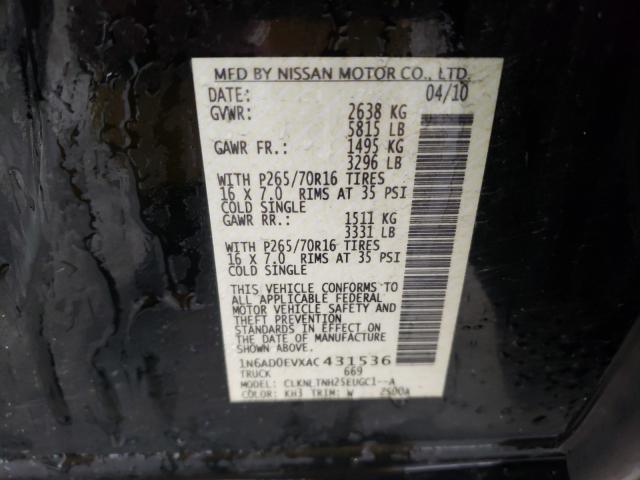 MFD BY NISSAN MOTOR CO., LTD.
DATE: 04/10
GVWR: 2638 KG
5815 LB
GAWR FR.: 1495 KG
3296 LB
WITH P265/70R16 TIRES
16 X 7.0 RIMS AT 35 PSI
COLD SINGLE
GAWR RR.: 1511 KG
3331 LB
WITH P265/70R16 TIRES
16 X 7.0 RIMS AT 35 PSI
COLD SINGLE
THIS VEHICLE CONFORMS TO
ALL APPLICABLE FEDERAL
MOTOR VEHICLE SAFETY AND
THEFT PREVENTION
STANDARDS IN EFFECT ON
THE DATE OF MANUFACTURE
SHOWN ABOVE.
1N6AD0EVXAC431536
TRUCK 669
MODEL: CLKNLTNH25EUGC1--A
COLOR: KH3 TRIM: W 2500A